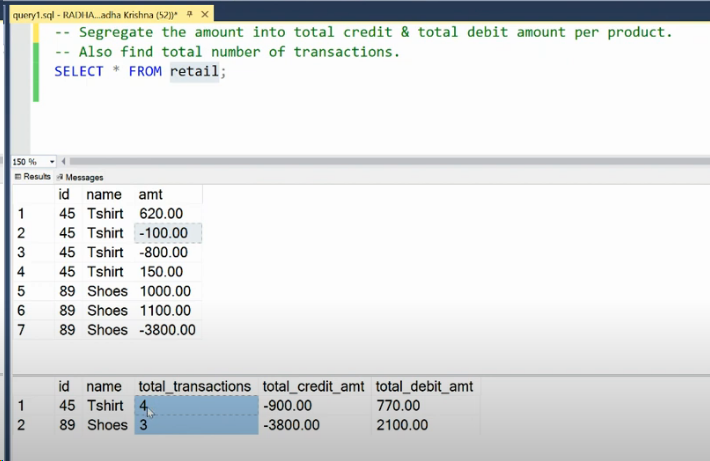 query1.sql - RADHA...adha Krishna (52))*
-- Segregate the amount into total credit & total debit amount per product.
-- Also find total number of transactions.
SELECT * FROM retail;
150 %
Results Messages
id name amt
1 45 Tshirt 620.00
2 45 Tshirt -100.00
3 45 Tshirt -800.00
4 45 Tshirt 150.00
5 89 Shoes 1000.00
6 89 Shoes 1100.00
7 89 Shoes -3800.00
id name total_transactions total_credit_amt total_debit_amt
1 45 Tshirt 4 -900.00 770.00
2 89 Shoes 3 -3800.00 2100.00